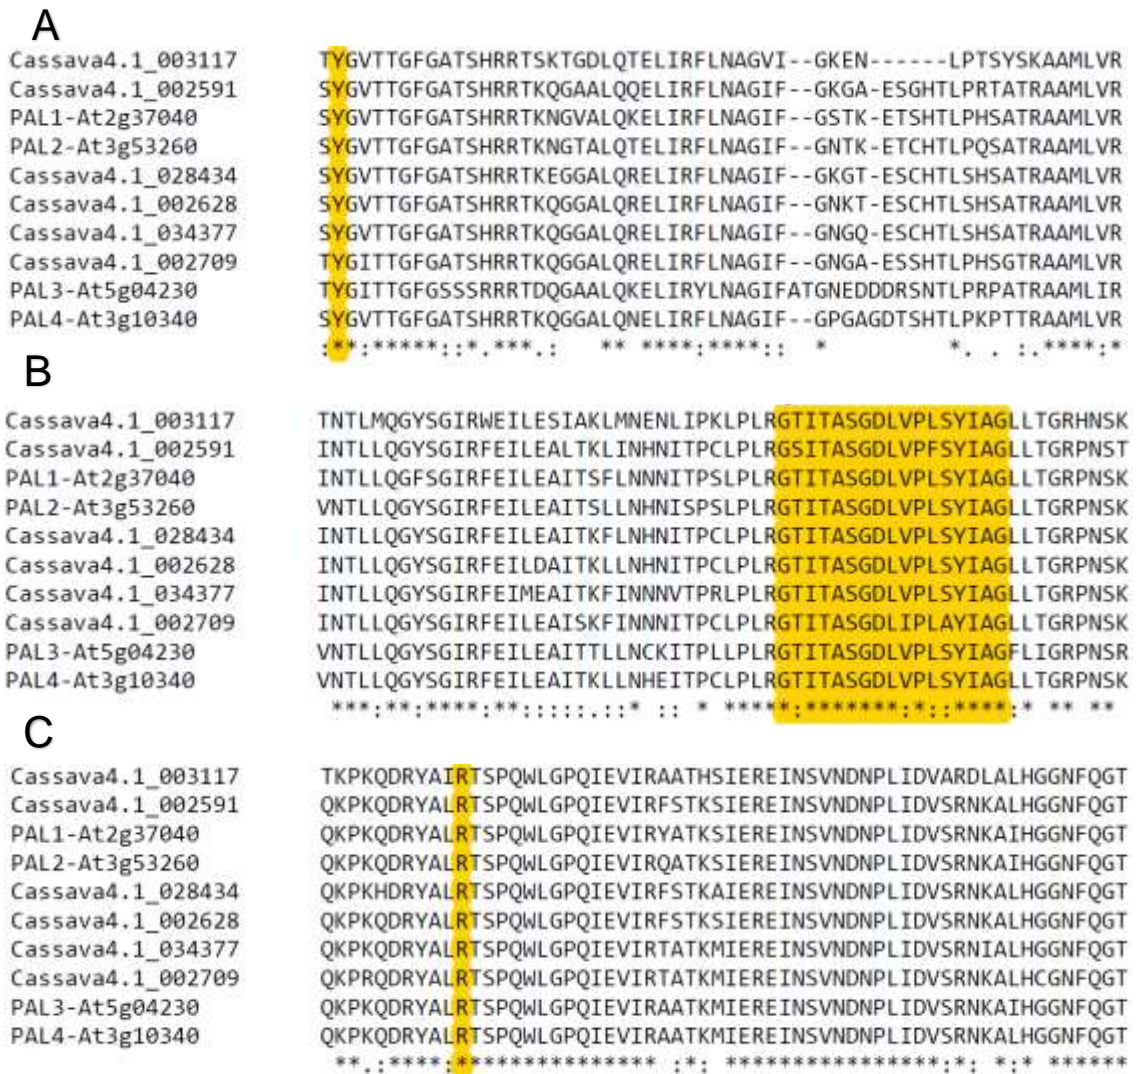 A
Cassava4.1_003117 TYGVTTGFGATSHRRTSKTGDLQTELIRFLNAGVI--GKEN------LPTSYSKAAMLVR
Cassava4.1_002591 SYGVTTGFGATSHRRTKQGAALQQELIRFLNAGIF--GKGA-ESGHTLPRTATRAAMLVR
PAL1-At2g37040 SYGVTTGFGATSHRRTKNGVALQKELIRFLNAGIF--GSTK-ETSHTLPHSATRAAMLVR
PAL2-At3g53260 SYGVTTGFGATSHRRTKNGTALQTELIRFLNAGIF--GNTK-ETCHTLPQSATRAAMLVR
Cassava4.1_028434 SYGVTTGFGATSHRRTKEGGALQRELIRFLNAGIF--GKGT-ESCHTLSHSATRAAMLVR
Cassava4.1_002628 SYGVTTGFGATSHRRTKQGGALQRELIRFLNAGIF--GNKT-ESCHTLSHSATRAAMLVR
Cassava4.1_034377 SYGVTTGFGATSHRRTKQGGALQRELIRFLNAGIF--GNGQ-ESCHTLSHSATRAAMLVR
Cassava4.1_002709 TYGITTGFGATSHRRTKQGGALQRELIRFLNAGIF--GNGA-ESSHTLPHSGTRAAMLVR
PAL3-At5g04230 TYGITTGFGSSSRRRTDQGAALQKELIRYLNAGIFATGNEDDDRSNTLPRPATRAAMLIR
PAL4-At3g10340 SYGVTTGFGATSHRRTKQGGALQNELIRFLNAGIF--GPGAGDTSHTLPKPTTRAAMLVR
:**:*****::*.***.:   ** ****:****::  *         *. . :.****:*
B
Cassava4.1_003117 TNTLMQGYSGIRWEILESIAKLMNENLIPKLPLRGTITASGDLVPLSYIAGLLTGRHNSK
Cassava4.1_002591 INTLLQGYSGIRFEILEALTKLINHNITPCLPLRGSITASGDLVPFSYIAGLLTGRPNST
PAL1-At2g37040 INTLLQGFSGIRFEILEAITSFLNNNITPSLPLRGTITASGDLVPLSYIAGLLTGRPNSK
PAL2-At3g53260 VNTLLQGYSGIRFEILEAITSLLNHNISPSLPLRGTITASGDLVPLSYIAGLLTGRPNSK
Cassava4.1_028434 INTLLQGYSGIRFEILEAITKFLNHNITPCLPLRGTITASGDLVPLSYIAGLLTGRPNSK
Cassava4.1_002628 INTLLQGYSGIRFEILDAITKLLNHNITPCLPLRGTITASGDLVPLSYIAGLLTGRPNSK
Cassava4.1_034377 INTLLQGYSGIRFEIMEAITKFINNNVTPRLPLRGTITASGDLVPLSYIAGLLTGRPNSK
Cassava4.1_002709 INTLLQGYSGIRFEILEAISKFINNNITPCLPLRGTITASGDLIPLAYIAGLLTGRPNSK
PAL3-At5g04230 VNTLLQGYSGIRFEILEAITTLLNCKITPLLPLRGTITASGDLVPLSYIAGFLIGRPNSR
PAL4-At3g10340 VNTLLQGYSGIRFEILEAITKLLNHEITPCLPLRGTITASGDLVPLSYIAGLLTGRPNSK
***:**:****:**:::::.::* :: * *****:*******:*::****:* ** **
C
Cassava4.1_003117 TKPKQDRYAIRTSPQWLGPQIEVIRAATHSIEREINSVNDNPLIDVARDLALHGGNFQGT
Cassava4.1_002591 QKPKQDRYALRTSPQWLGPQIEVIRFSTKSIEREINSVNDNPLIDVSRNKALHGGNFQGT
PAL1-At2g37040 QKPKQDRYALRTSPQWLGPQIEVIRYATKSIEREINSVNDNPLIDVSRNKAIHGGNFQGT
PAL2-At3g53260 QKPKQDRYALRTSPQWLGPQIEVIRQATKSIEREINSVNDNPLIDVSRNKAIHGGNFQGT
Cassava4.1_028434 QKPKHDRYALRTSPQWLGPQIEVIRFSTKAIEREINSVNDNPLIDVSRNKALHGGNFQGT
Cassava4.1_002628 QKPKQDRYALRTSPQWLGPQIEVIRFSTKSIEREINSVNDNPLIDVSRNKALHGGNFQGT
Cassava4.1_034377 QKPKQDRYALRTSPQWLGPQIEVIRTATKMIEREINSVNDNPLIDVSRNIALHGGNFQGT
Cassava4.1_002709 QKPRQDRYALRTSPQWLGPQIEVIRTATKMIEREINSVNDNPLIDVSRNKALHCGNFQGT
PAL3-At5g04230 QKPKQDRYALRTSPQWLGPQIEVIRAATKMIEREINSVNDNPLIDVSRNKAIHGGNFQGT
PAL4-At3g10340 QKPKQDRYALRTSPQWLGPQIEVIRAATKMIEREINSVNDNPLIDVSRNKALHGGNFQGT
**.:****:*************** :*: ****************:*: *:* ******